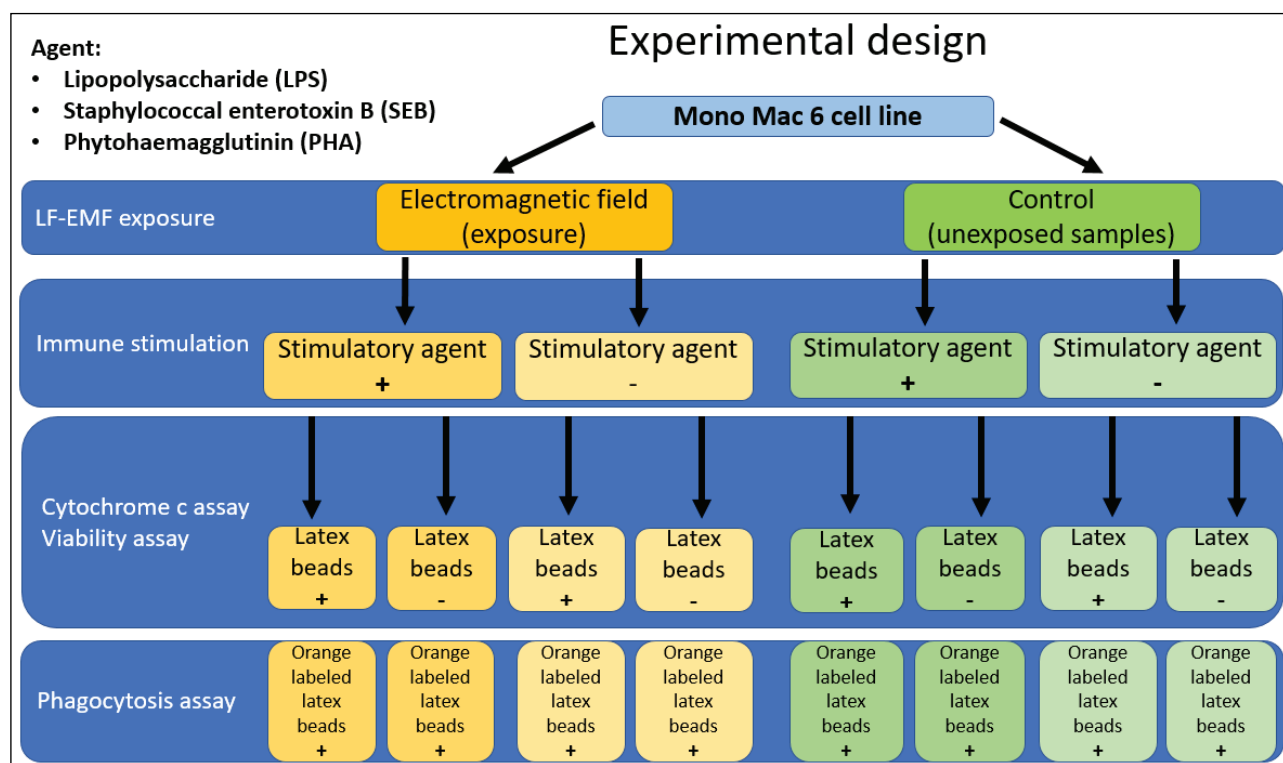 Experimental design
Agent:
• Lipopolysaccharide (LPS)
• Staphylococcal enterotoxin B (SEB)
• Phytohaemagglutinin (PHA)
Mono Mac 6 cell line
LF-EMF exposure
Electromagnetic field
(exposure)
Control
(unexposed samples)
Immune stimulation
Stimulatory agent
+
Stimulatory agent
-
Stimulatory agent
+
Stimulatory agent
-
Cytochrome c assay
Viability assay
Latex
beads
+
Latex
beads
-
Latex
beads
+
Latex
beads
-
Latex
beads
+
Latex
beads
-
Latex
beads
+
Latex
beads
-
Phagocytosis assay
Orange
labeled
latex
beads
+
Orange
labeled
latex
beads
+
Orange
labeled
latex
beads
+
Orange
labeled
latex
beads
+
Orange
labeled
latex
beads
+
Orange
labeled
latex
beads
+
Orange
labeled
latex
beads
+
Orange
labeled
latex
beads
+